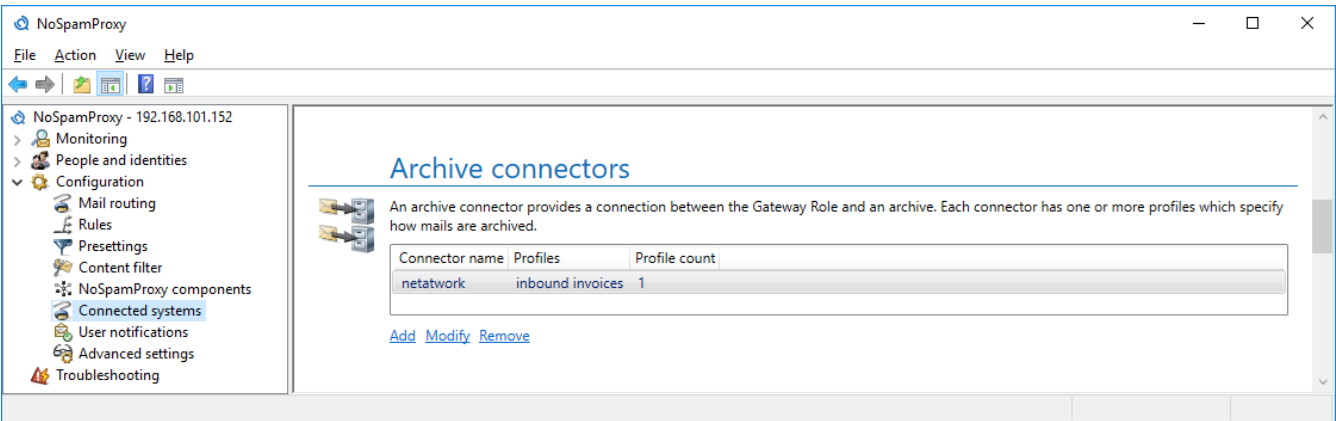 NoSpamProxy
File Action View Help
NoSpamProxy - 192.168.101.152
Monitoring
People and identities
Configuration
Mail routing
Rules
Presettings
Content filter
NoSpamProxy components
Connected systems
User notifications
Advanced settings
Troubleshooting
Archive connectors
An archive connector provides a connection between the Gateway Role and an archive. Each connector has one or more profiles which specify
how mails are archived.
Connector name Profiles Profile count
netatwork inbound invoices 1
Add Modify Remove